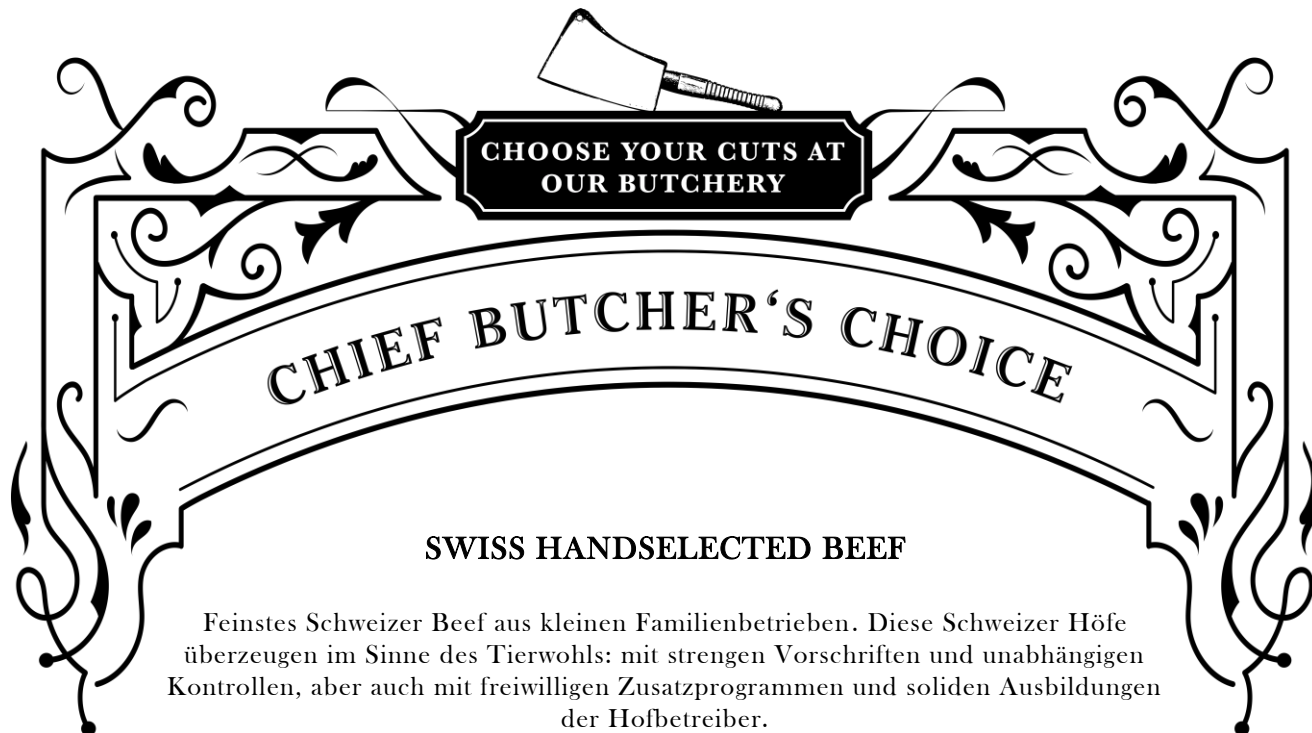 CHOOSE YOUR CUTS AT
OUR BUTCHERY
CHIEF BUTCHER‘S CHOICE
SWISS HANDSELECTED BEEF
Feinstes Schweizer Beef aus kleinen Familienbetrieben. Diese Schweizer Höfe
überzeugen im Sinne des Tierwohls: mit strengen Vorschriften und unabhängigen
Kontrollen, aber auch mit freiwilligen Zusatzprogrammen und soliden Ausbildungen
der Hofbetreiber.